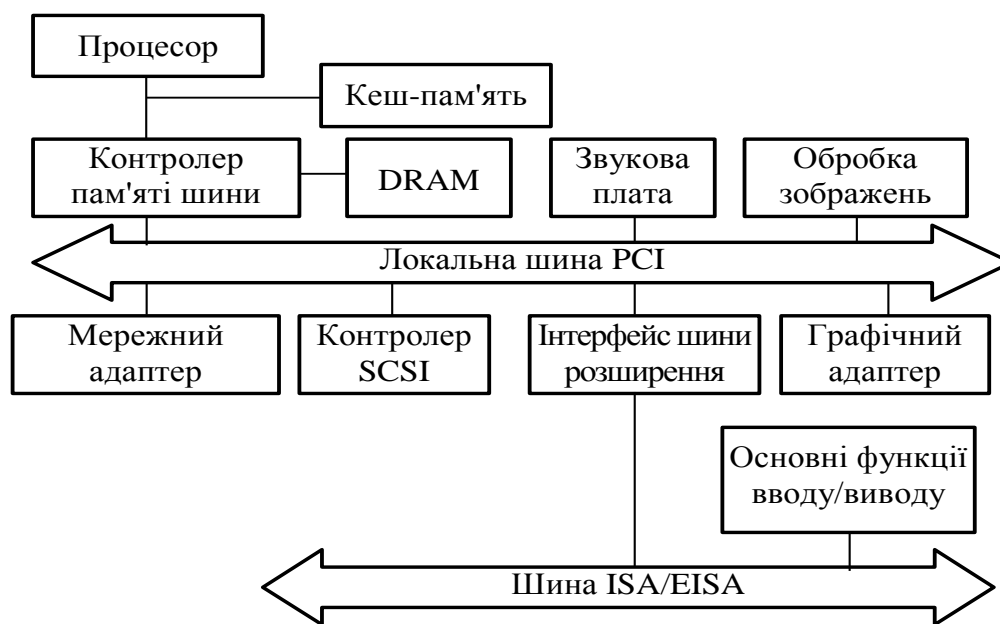 Процесор
Кеш-пам'ять
Контролер
пам'яті шини
DRAM
Звукова
плата
Обробка
зображень
Локальна шина PCI
Мережний
адаптер
Контролер
SCSI
Інтерфейс шини
розширення
Графічний
адаптер
Основні функції
вводу/виводу
Шина ISA/EISA